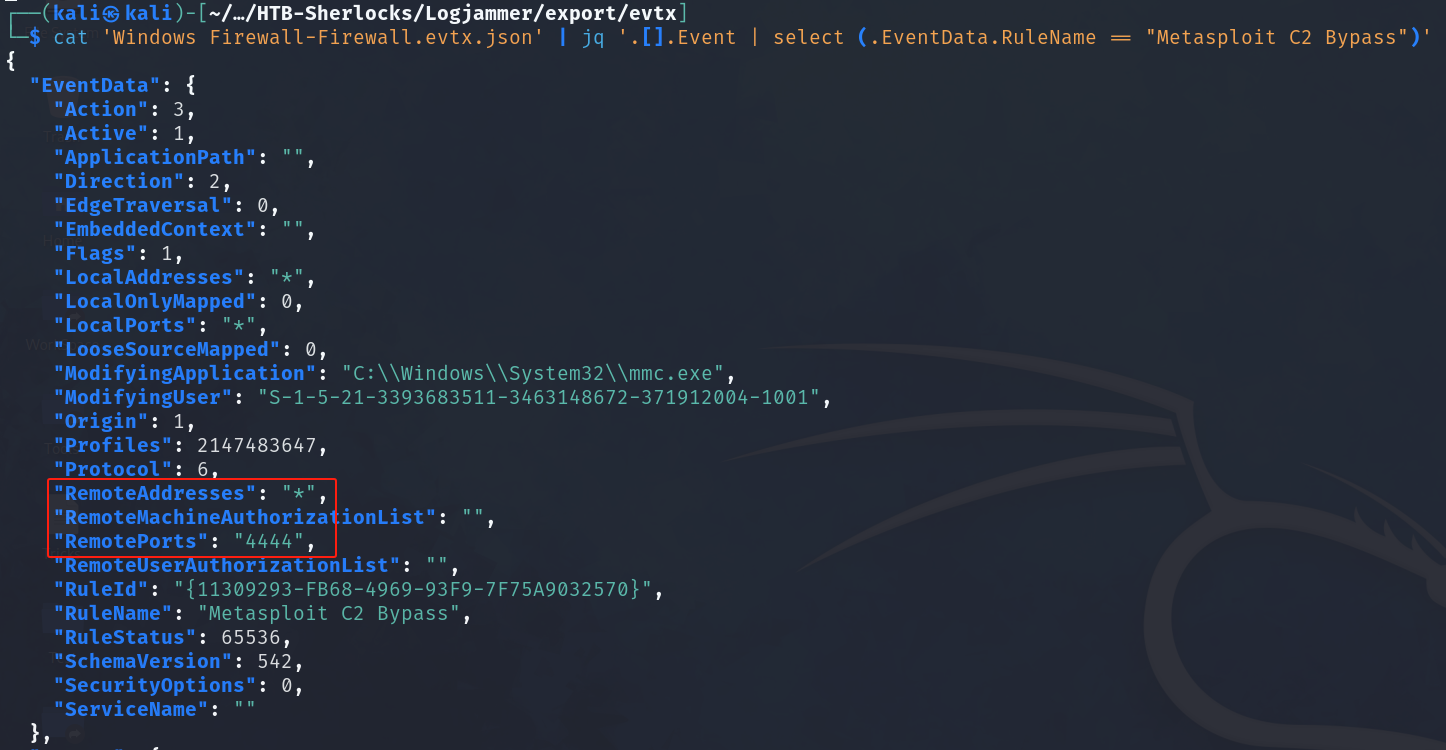 ┌──(kali㉿kali)-[~/…/HTB-Sherlocks/Logjammer/export/evtx]
└─$ cat 'Windows Firewall-Firewall.evtx.json' | jq '.[].Event | select (.EventData.RuleName == "Metasploit C2 Bypass")'
{
  "EventData": {
    "Action": 3,
    "Active": 1,
    "ApplicationPath": "",
    "Direction": 2,
    "EdgeTraversal": 0,
    "EmbeddedContext": "",
    "Flags": 1,
    "LocalAddresses": "*",
    "LocalOnlyMapped": 0,
    "LocalPorts": "*",
    "LooseSourceMapped": 0,
    "ModifyingApplication": "C:\\Windows\\System32\\mmc.exe",
    "ModifyingUser": "S-1-5-21-3393683511-3463148672-371912004-1001",
    "Origin": 1,
    "Profiles": 2147483647,
    "Protocol": 6,
    "RemoteAddresses": "*",
    "RemoteMachineAuthorizationList": "",
    "RemotePorts": "4444",
    "RemoteUserAuthorizationList": "",
    "RuleId": "{11309293-FB68-4969-93F9-7F75A9032570}",
    "RuleName": "Metasploit C2 Bypass",
    "RuleStatus": 65536,
    "SchemaVersion": 542,
    "SecurityOptions": 0,
    "ServiceName": ""
  },